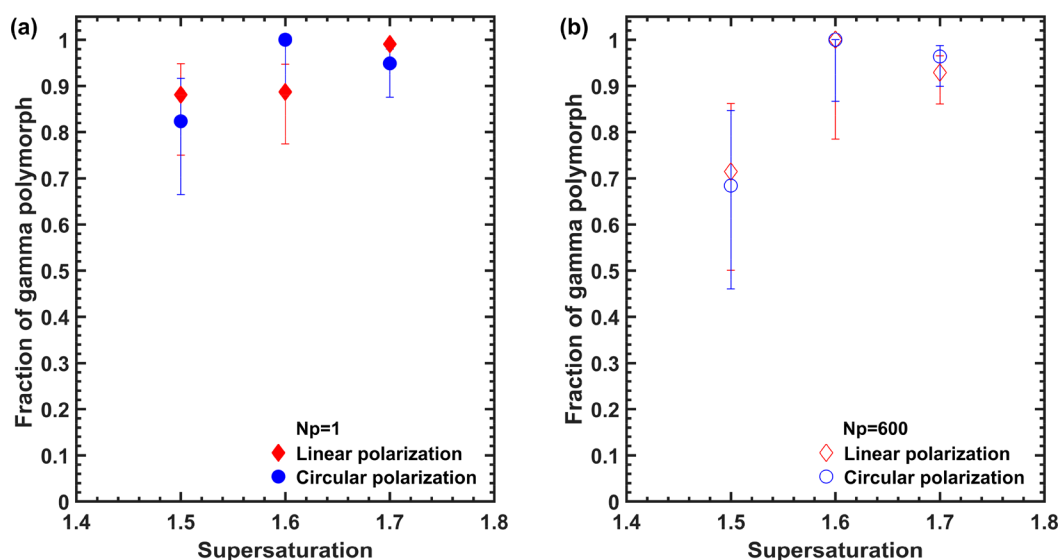 (a)
Fraction of gamma polymorph
1
0.9
0.8
0.7
0.6
0.5
0.4
0.3
0.2
0.1
0
1.4 1.5 1.6 1.7 1.8
Supersaturation
Np=1
Linear polarization
Circular polarization
(b)
Fraction of gamma polymorph
1
0.9
0.8
0.7
0.6
0.5
0.4
0.3
0.2
0.1
0
1.4 1.5 1.6 1.7 1.8
Supersaturation
Np=600
Linear polarization
Circular polarization